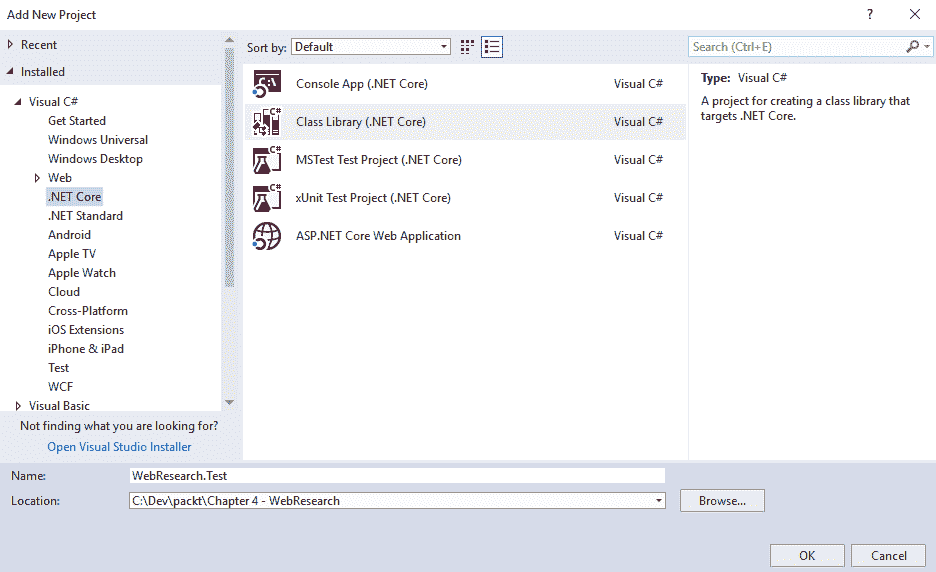 Add New Project
?
Recent
Installed
Visual C#
Get Started
Windows Universal
Windows Desktop
Web
.NET Core
.NET Standard
Android
Apple TV
Apple Watch
Cloud
Cross-Platform
iOS Extensions
iPhone & iPad
Test
WCF
Visual Basic
Not finding what you are looking for?
Open Visual Studio Installer
Sort by: Default
C:\ Console App (.NET Core) Visual C#
C# Class Library (.NET Core) Visual C#
C# MSTest Test Project (.NET Core) Visual C#
C# xUnit Test Project (.NET Core) Visual C#
ASP.NET Core Web Application Visual C#
Search (Ctrl+E)
Type: Visual C#
A project for creating a class library that
targets .NET Core.
Name: WebResearch.Test
Location: C:\Dev\packt\Chapter 4 - WebResearch
Browse...
OK Cancel